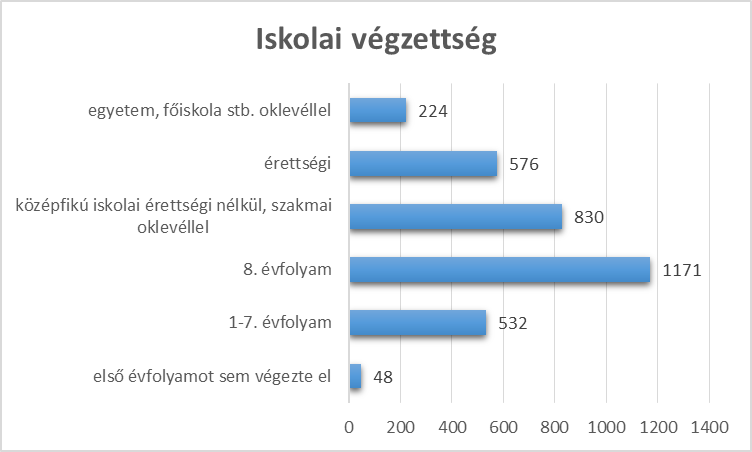 Iskolai végzettség
egyetem, főiskola stb. oklevéllel
224
érettségi
576
középfikú iskolai érettségi nélkül, szakmai
oklevéllel
830
8. évfolyam
1171
1-7. évfolyam
532
első évfolyamot sem végezte el
48
0 200 400 600 800 1000 1200 1400